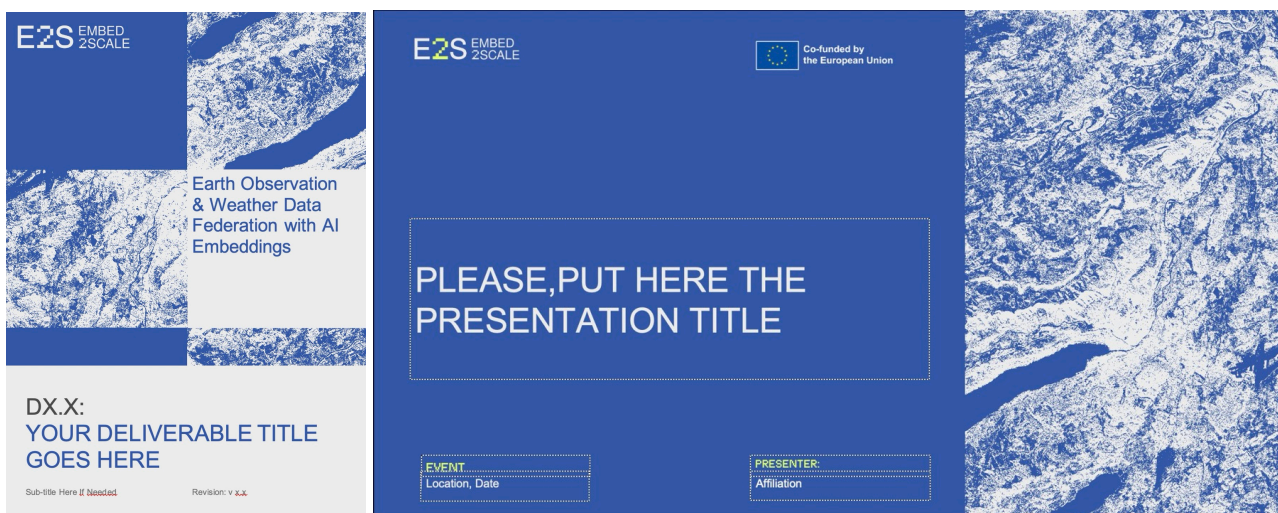 E2S EMBED
2SCALE
Earth Observation
& Weather Data
Federation with AI
Embeddings
DX.X:
YOUR DELIVERABLE TITLE
GOES HERE
Sub-title Here If Needed
Revision: v x.x.
E2S EMBED
2SCALE
Co-funded by
the European Union
PLEASE,PUT HERE THE
PRESENTATION TITLE
EVENT
Location, Date
PRESENTER:
Affiliation